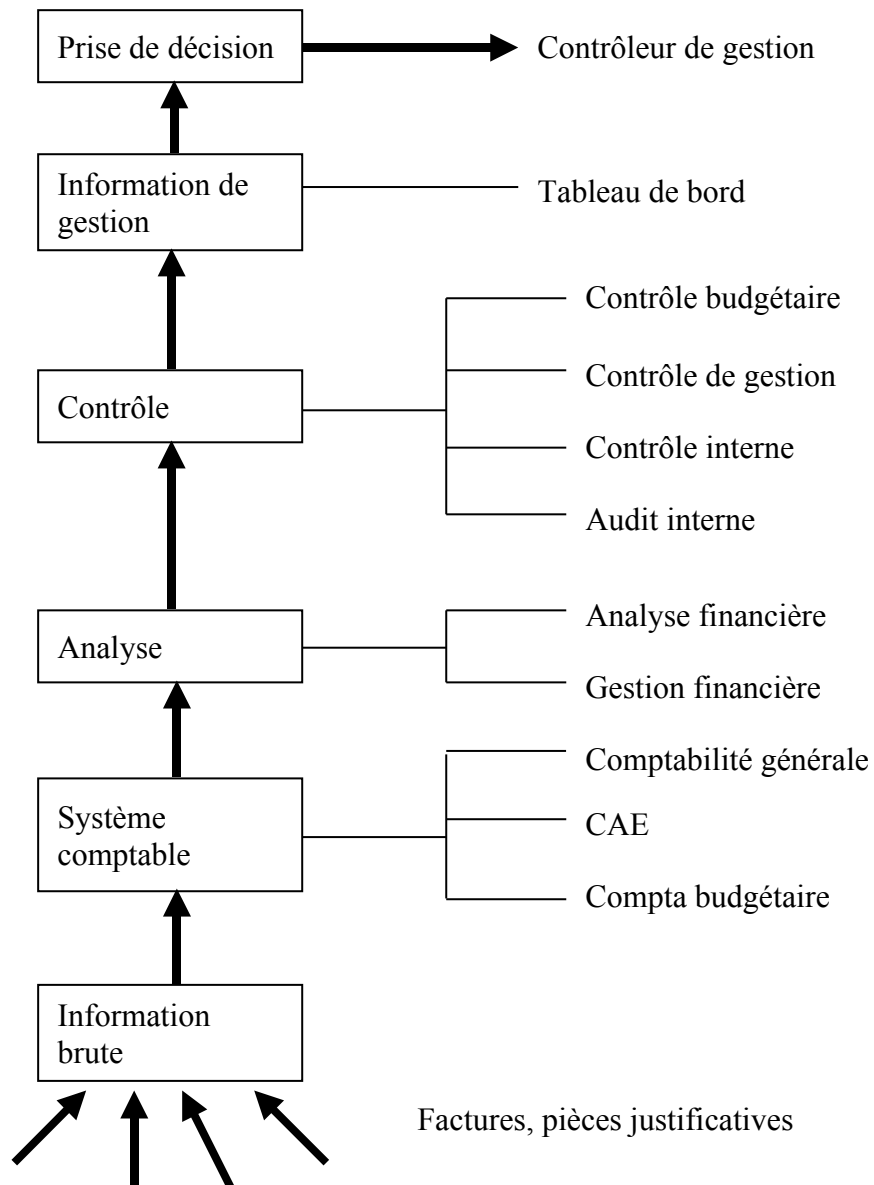 Prise de décision
Contrôleur de gestion
Information de
gestion
Tableau de bord
Contrôle budgétaire
Contrôle de gestion
Contrôle
Contrôle interne
Audit interne
Analyse financière
Analyse
Gestion financière
Comptabilité générale
Système
comptable
CAE
Compta budgétaire
Information
brute
Factures, pièces justificatives